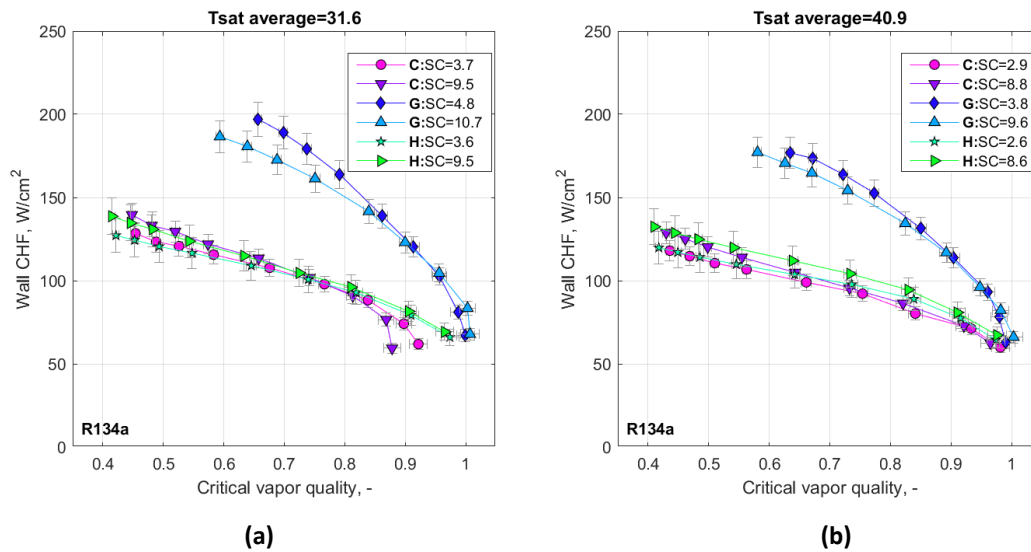 Tsat average=31.6
250
200
150
100
50
0
Wall CHF, W/cm²
C:SC=3.7
C:SC=9.5
G:SC=4.8
G:SC=10.7
H:SC=3.6
H:SC=9.5
R134a
0.4 0.5 0.6 0.7 0.8 0.9 1
Critical vapor quality, -
(a)
Tsat average=40.9
250
200
150
100
50
0
Wall CHF, W/cm²
C:SC=2.9
C:SC=8.8
G:SC=3.8
G:SC=9.6
H:SC=2.6
H:SC=8.6
R134a
0.4 0.5 0.6 0.7 0.8 0.9 1
Critical vapor quality, -
(b)